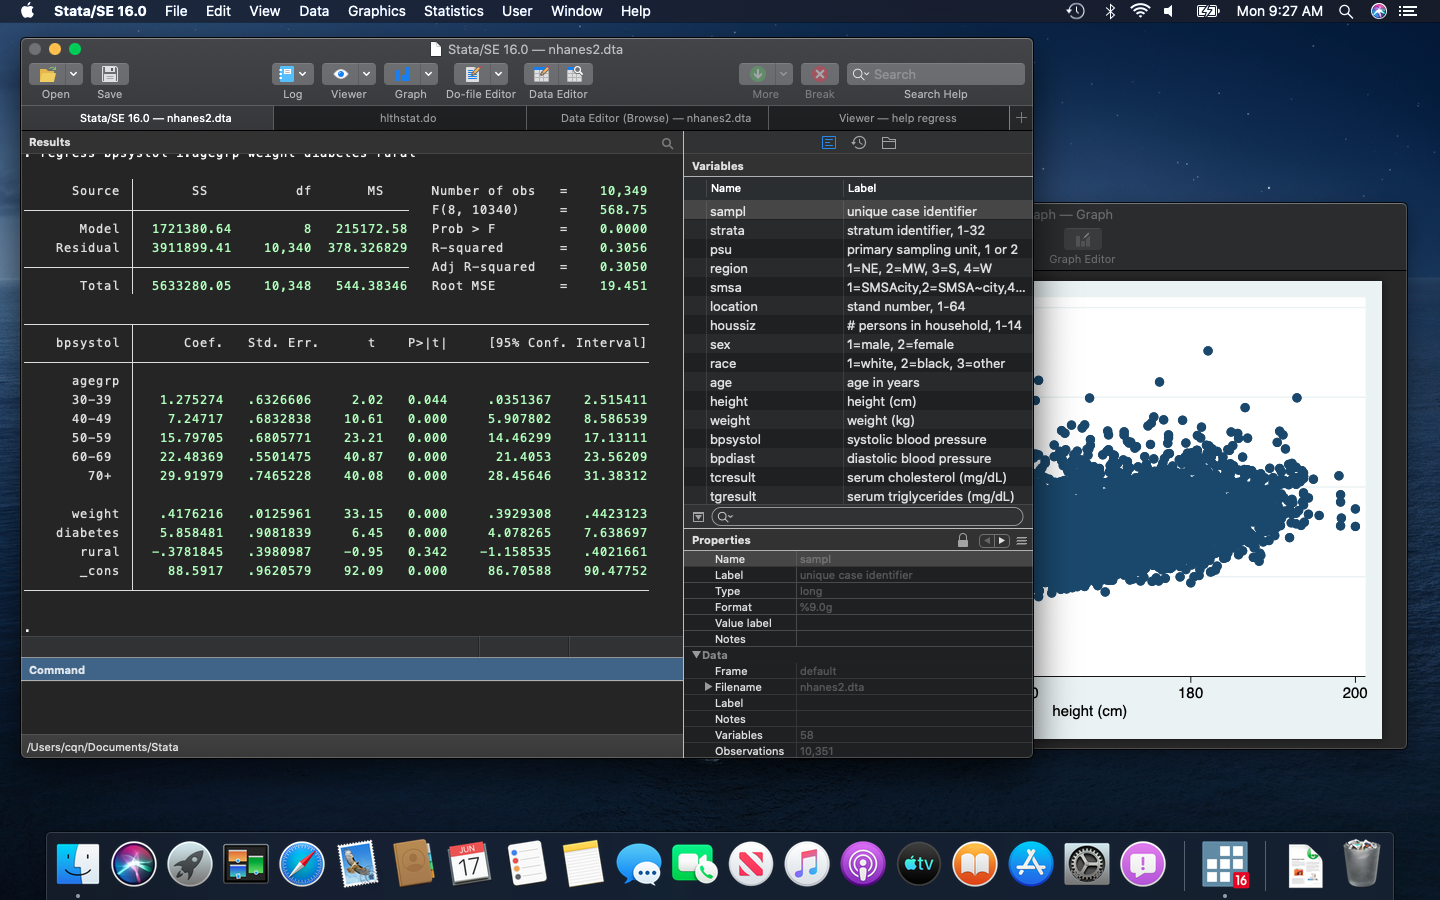 Stata/SE 16.0 File Edit View Data Graphics Statistics User Window Help Mon 9:27 AM
Stata/SE 16.0 — nhanes2.dta
Search
Open Save Log Viewer Graph Do-file Editor Data Editor More Break Search Help
Stata/SE 16.0 — nhanes2.dta hlthstat.do Data Editor (Browse) — nhanes2.dta Viewer — help regress
Results
. regress bpsystol i.agegrp weight diabetes rural
Source SS df MS Number of obs = 10,349
F(8, 10340) = 568.75
Model 1721380.64 8 215172.58 Prob > F = 0.0000
Residual 3911899.41 10,340 378.326829 R-squared = 0.3056
Adj R-squared = 0.3050
Total 5633280.05 10,348 544.38346 Root MSE = 19.451
bpsystol Coef. Std. Err. t P>|t| [95% Conf. Interval]
agegrp
30-39 1.275274 .6326606 2.02 0.044 .0351367 2.515411
40-49 7.24717 .6832838 10.61 0.000 5.907802 8.586539
50-59 15.79705 .6805771 23.21 0.000 14.46299 17.13111
60-69 22.48369 .5501475 40.87 0.000 21.4053 23.56209
70+ 29.91979 .7465228 40.08 0.000 28.45646 31.38312
weight .4176216 .0125961 33.15 0.000 .3929308 .4423123
diabetes 5.858481 .9081839 6.45 0.000 4.078265 7.638697
rural -.3781845 .3980987 -0.95 0.342 -1.158535 .4021661
_cons 88.5917 .9620579 92.09 0.000 86.70588 90.47752
.
Command
/Users/cqn/Documents/Stata
Variables
Name Label
sampl unique case identifier
strata stratum identifier, 1-32
psu primary sampling unit, 1 or 2
region 1=NE, 2=MW, 3=S, 4=W
smsa 1=SMSAcity,2=SMSA~city,4...
location stand number, 1-64
houssiz # persons in household, 1-14
sex 1=male, 2=female
race 1=white, 2=black, 3=other
age age in years
height height (cm)
weight weight (kg)
bpsystol systolic blood pressure
bpdiast diastolic blood pressure
tcresult serum cholesterol (mg/dL)
tgresult serum triglycerides (mg/dL)
Properties
Name sampl
Label unique case identifier
Type long
Format %9.0g
Value label
Notes
Data
Frame default
Filename nhanes2.dta
Label
Notes
Variables 58
Observations 10,351
aph — Graph
Graph Editor
0 180 200
height (cm)
JUN
17
tv
16